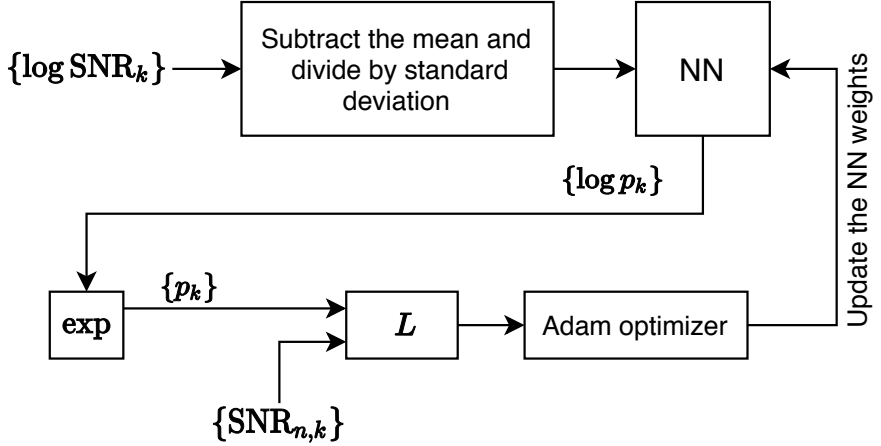 {log SNR_k}
Subtract the mean and
divide by standard
deviation
NN
Update the NN weights
{log p_k}
exp
{p_k}
L
Adam optimizer
{SNR_{n,k}}